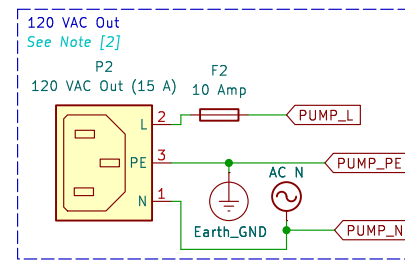 120 VAC Out
See Note [2]
P2
120 VAC Out (15 A)
F2
10 Amp
L
2
PUMP_L
PE
3
PUMP_PE
AC N
N
1
Earth_GND
PUMP_N